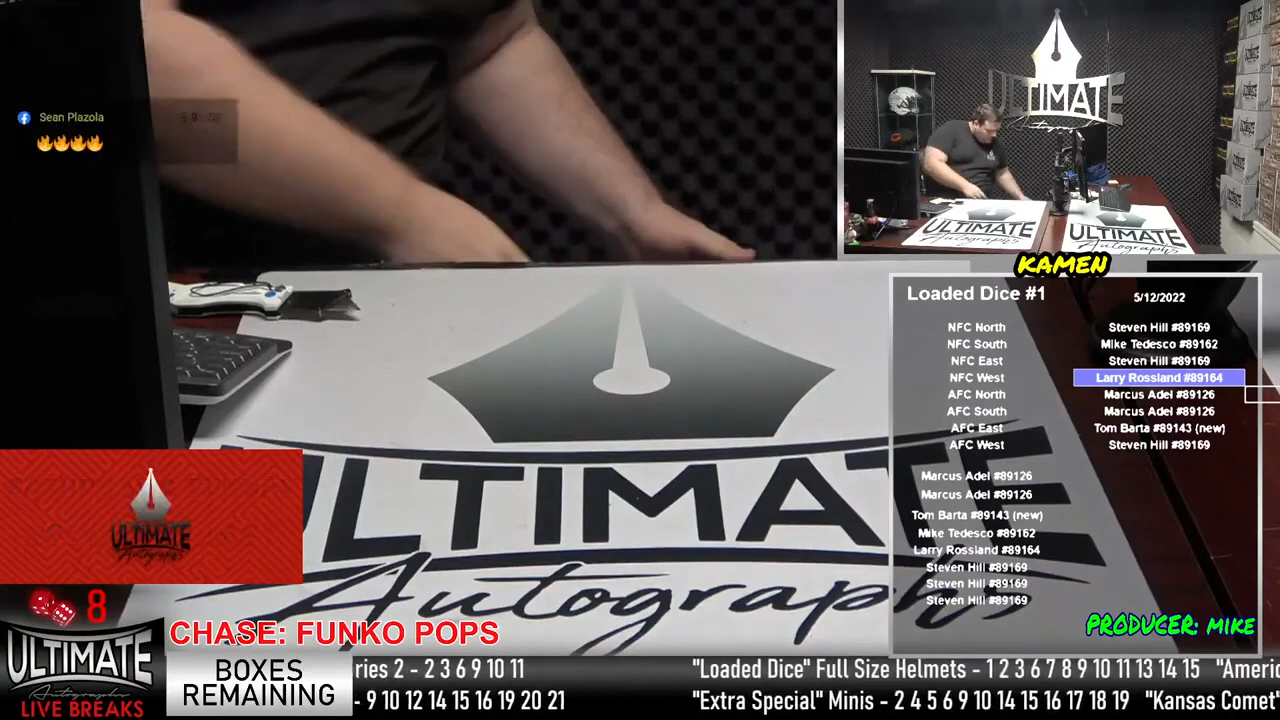 Sean Plazola
ULTIMATE
ULTIMATE
Autographs
ULTIMATE
Autographs
KAMEN
Loaded Dice #1
5/12/2022
NFC North Steven Hill #89169
NFC South Mike Tedesco #89162
NFC East Steven Hill #89169
NFC West Larry Rossland #89164
AFC North Marcus Adel #89126
AFC South Marcus Adel #89126
AFC East Tom Barta #89143 (new)
AFC West Steven Hill #89169
Marcus Adel #89126
Marcus Adel #89126
Tom Barta #89143 (new)
Mike Tedesco #89162
Larry Rossland #89164
Steven Hill #89169
Steven Hill #89169
Steven Hill #89169
PRODUCER: MIKE
ULTIMATE
Autographs
ULTIMATE
Autographs
8
CHASE: FUNKO POPS
ULTIMATE
Autographs
LIVE BREAKS
BOXES
REMAINING
ries 2 - 2 3 6 9 10 11 "Loaded Dice" Full Size Helmets - 1 2 3 6 7 8 9 10 11 13 14 15 "Americ
- 9 10 12 14 15 16 19 20 21 "Extra Special" Minis - 2 4 5 6 9 10 14 15 16 17 18 19 "Kansas Comet"